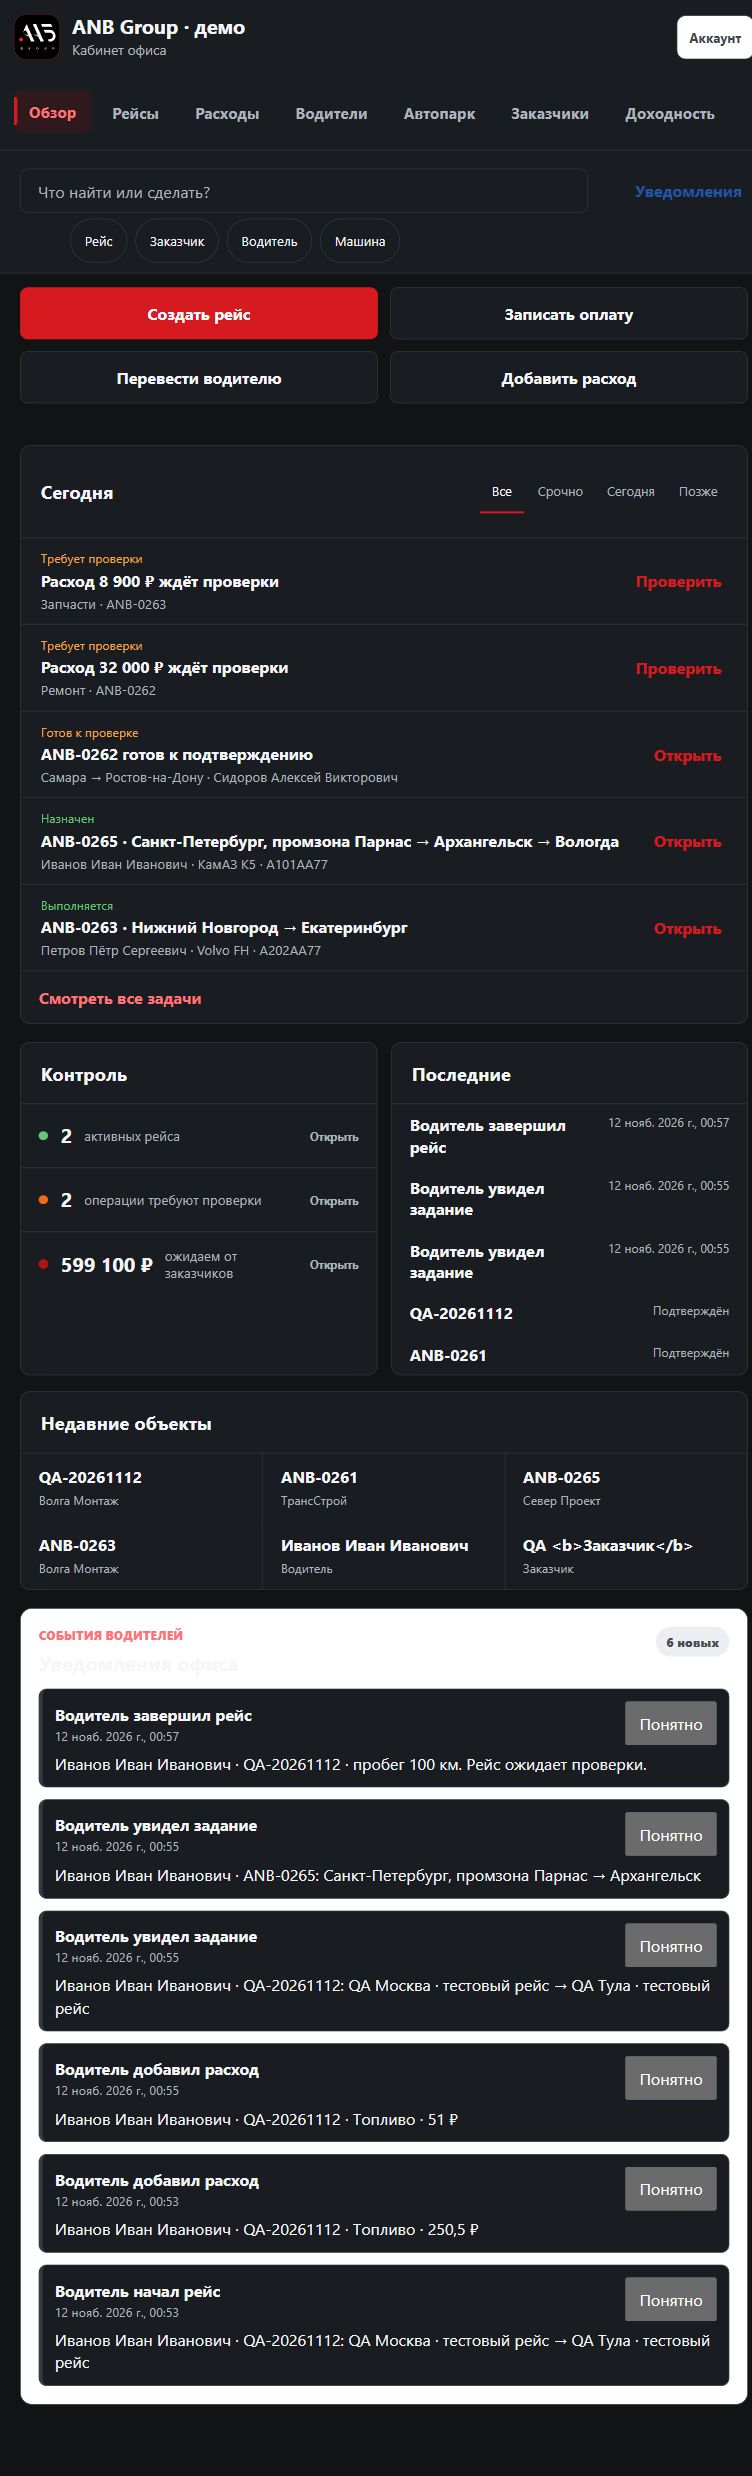 ANB Group · демо
Кабинет офиса
Аккаунт
Обзор
Рейсы
Расходы
Водители
Автопарк
Заказчики
Доходность
Что найти или сделать?
Уведомления
Рейс
Заказчик
Водитель
Машина
Создать рейс
Записать оплату
Перевести водителю
Добавить расход
Сегодня
Все
Срочно
Сегодня
Позже
Требует проверки
Расход 8 900 ₽ ждёт проверки
Запчасти · ANB-0263
Проверить
Требует проверки
Расход 32 000 ₽ ждёт проверки
Ремонт · ANB-0262
Проверить
Готов к проверке
ANB-0262 готов к подтверждению
Самара → Ростов-на-Дону · Сидоров Алексей Викторович
Открыть
Назначен
ANB-0265 · Санкт-Петербург, промзона Парнас → Архангельск → Вологда
Иванов Иван Иванович · КамАЗ К5 · А101АА77
Открыть
Выполняется
ANB-0263 · Нижний Новгород → Екатеринбург
Петров Пётр Сергеевич · Volvo FH · А202АА77
Открыть
Смотреть все задачи
Контроль
2 активных рейса
Открыть
2 операции требуют проверки
Открыть
599 100 ₽ ожидаем от
заказчиков
Открыть
Последние
Водитель завершил
рейс
12 нояб. 2026 г., 00:57
Водитель увидел
задание
12 нояб. 2026 г., 00:55
Водитель увидел
задание
12 нояб. 2026 г., 00:55
QA-20261112
Подтверждён
ANB-0261
Подтверждён
Недавние объекты
QA-20261112
Волга Монтаж
ANB-0261
ТрансСтрой
ANB-0265
Север Проект
ANB-0263
Волга Монтаж
Иванов Иван Иванович
Водитель
QA <b>Заказчик</b>
Заказчик
СОБЫТИЯ ВОДИТЕЛЕЙ
Уведомления офиса
6 новых
Водитель завершил рейс
12 нояб. 2026 г., 00:57
Иванов Иван Иванович · QA-20261112 · пробег 100 км. Рейс ожидает проверки.
Понятно
Водитель увидел задание
12 нояб. 2026 г., 00:55
Иванов Иван Иванович · ANB-0265: Санкт-Петербург, промзона Парнас → Архангельск
Понятно
Водитель увидел задание
12 нояб. 2026 г., 00:55
Иванов Иван Иванович · QA-20261112: QA Москва · тестовый рейс → QA Тула · тестовый
рейс
Понятно
Водитель добавил расход
12 нояб. 2026 г., 00:55
Иванов Иван Иванович · QA-20261112 · Топливо · 51 ₽
Понятно
Водитель добавил расход
12 нояб. 2026 г., 00:53
Иванов Иван Иванович · QA-20261112 · Топливо · 250,5 ₽
Понятно
Водитель начал рейс
12 нояб. 2026 г., 00:53
Иванов Иван Иванович · QA-20261112: QA Москва · тестовый рейс → QA Тула · тестовый
рейс
Понятно